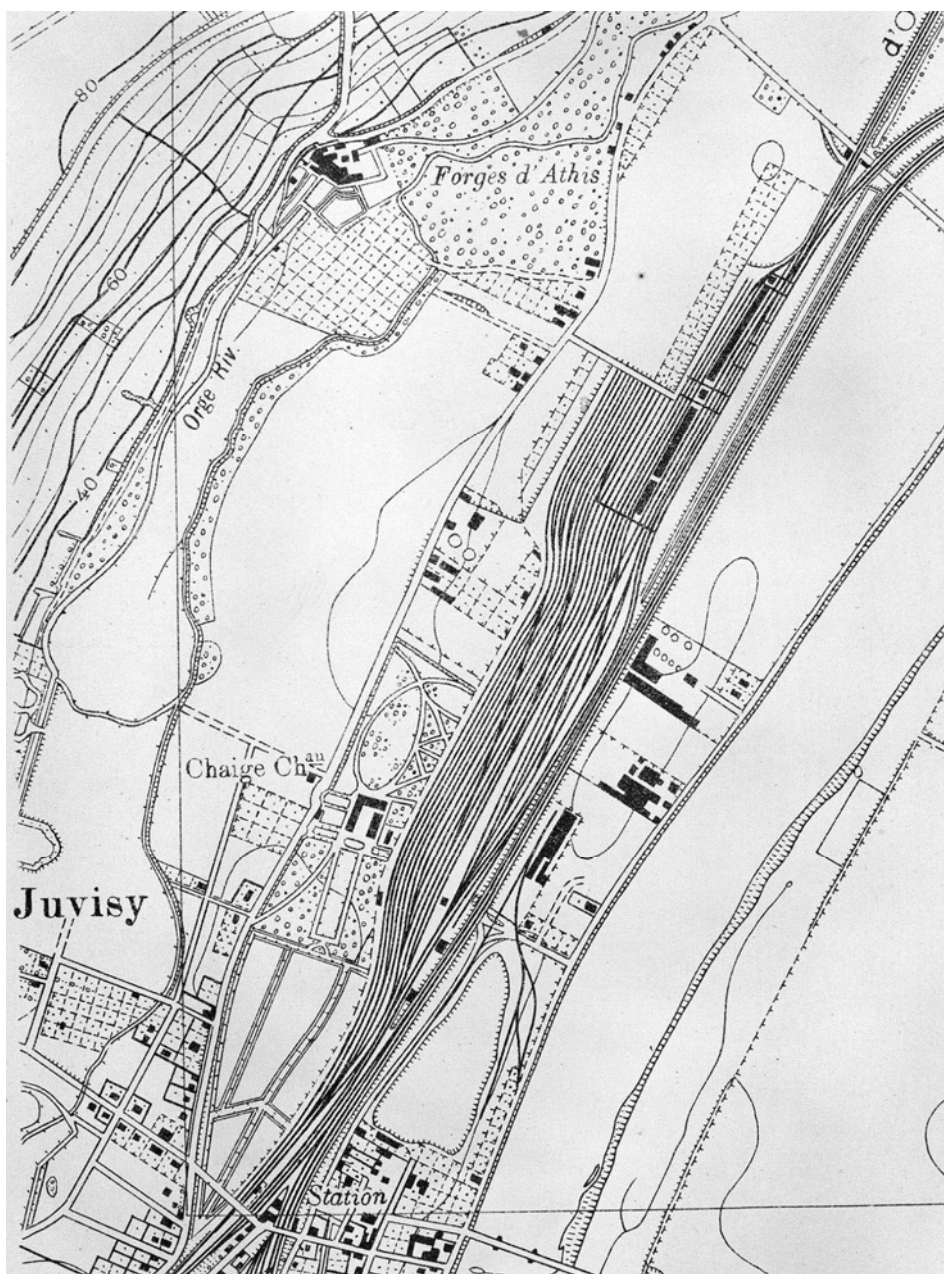 80
d'O
Forges d'Athis
60
Orge Riv.
40
Chaige Chau
Juvisy
Station